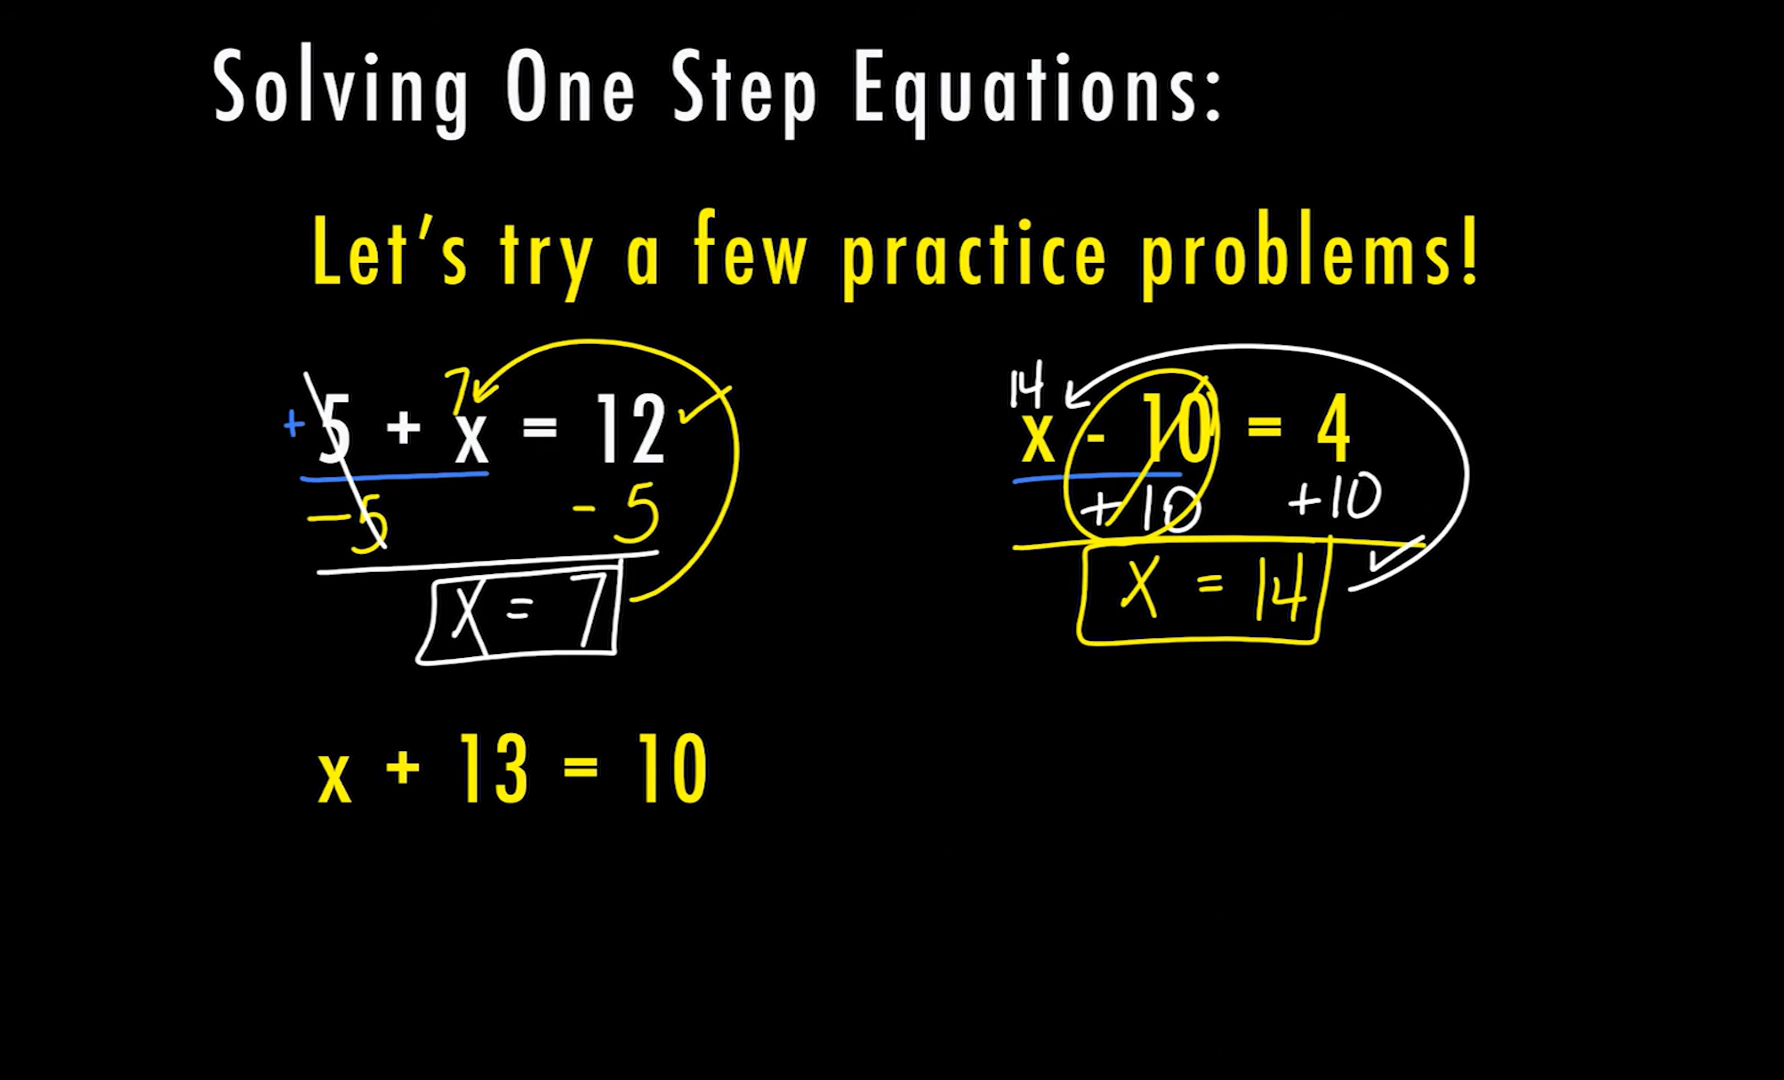 Solving One Step Equations:
Let's try a few practice problems!
7
+ 5 + x = 12
- 5 - 5
x = 7
14
x - 10 = 4
+ 10 + 10
x = 14
x + 13 = 10